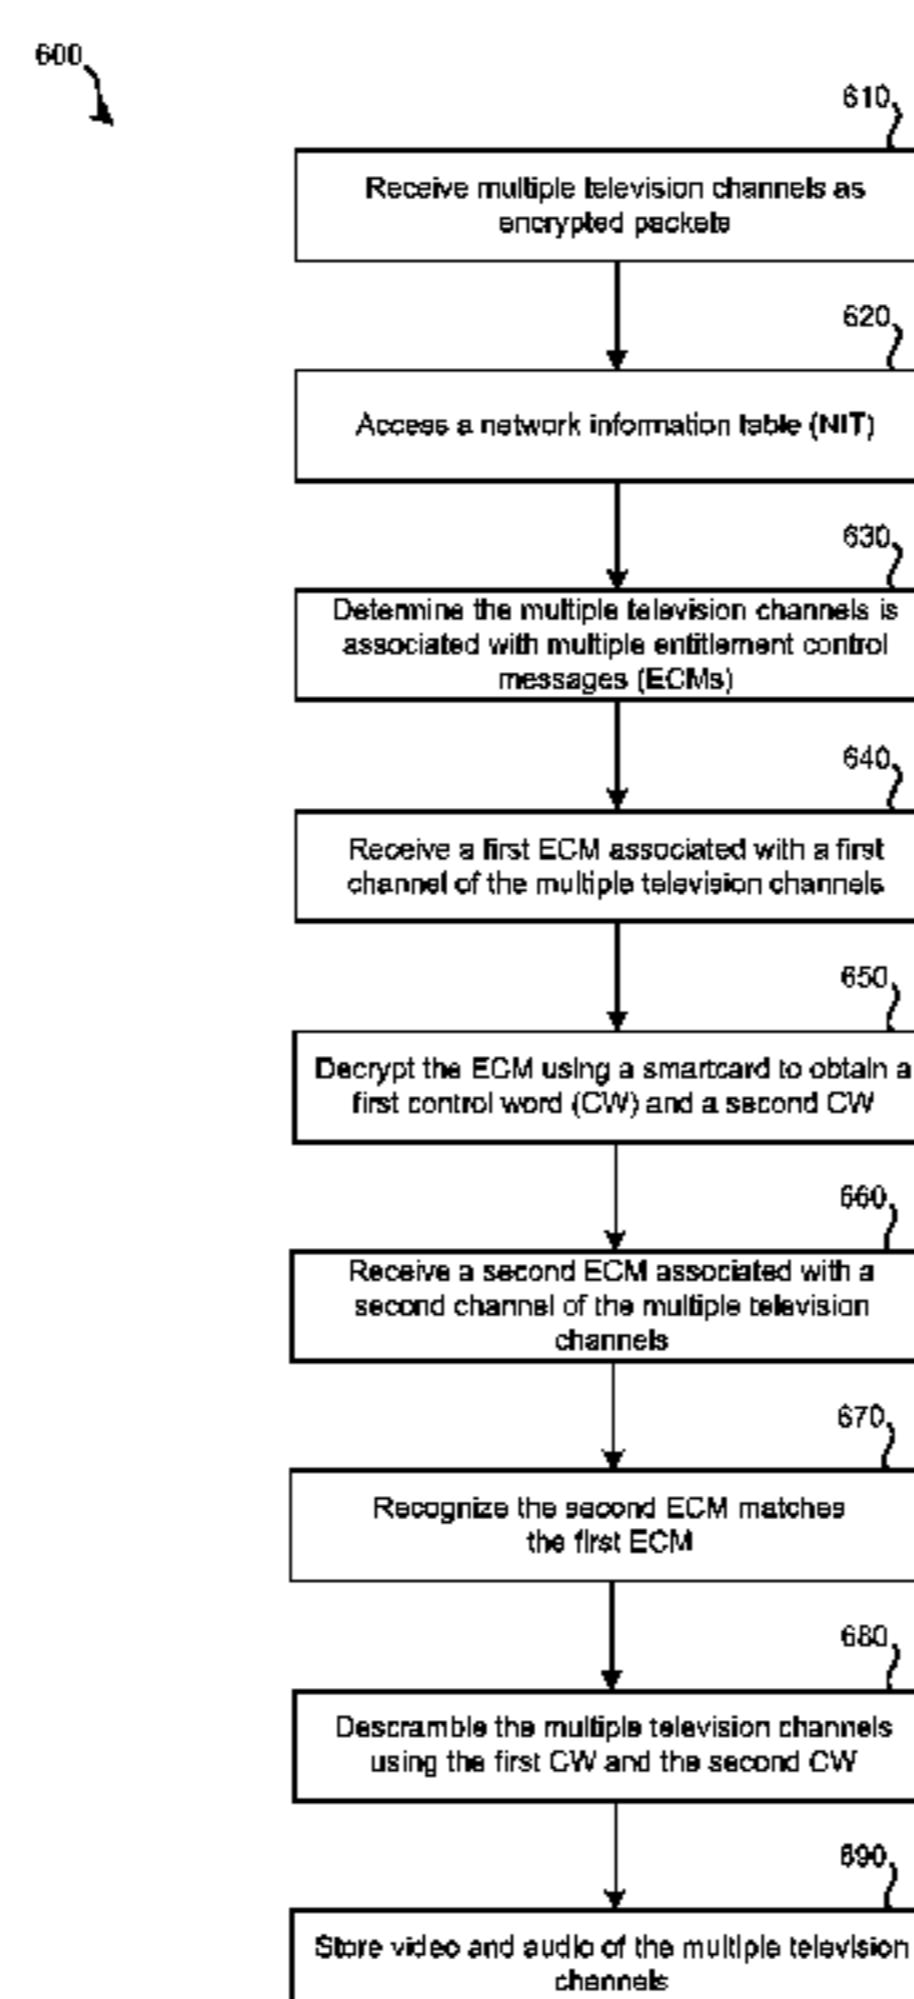 600
610
Receive multiple television channels as
encrypted packets
620
Access a network information table (NIT)
630
Determine the multiple television channels is
associated with multiple entitlement control
messages (ECMs)
640
Receive a first ECM associated with a first
channel of the multiple television channels
650
Decrypt the ECM using a smartcard to obtain a
first control word (CW) and a second CW
660
Receive a second ECM associated with a
second channel of the multiple television
channels
670
Recognize the second ECM matches
the first ECM
680
Descramble the multiple television channels
using the first CW and the second CW
690
Store video and audio of the multiple television
channels